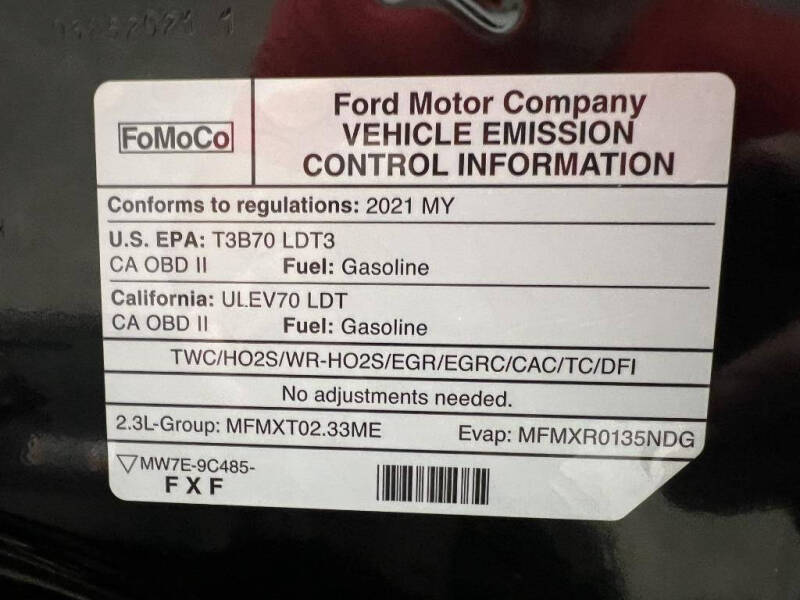 FoMoCo
Ford Motor Company
VEHICLE EMISSION
CONTROL INFORMATION
Conforms to regulations: 2021 MY
U.S. EPA: T3B70 LDT3
CA OBD II Fuel: Gasoline
California: ULEV70 LDT
CA OBD II Fuel: Gasoline
TWC/HO2S/WR-HO2S/EGR/EGRC/CAC/TC/DFI
No adjustments needed.
2.3L-Group: MFMXT02.33ME Evap: MFMXR0135NDG
MW7E-9C485-
F X F